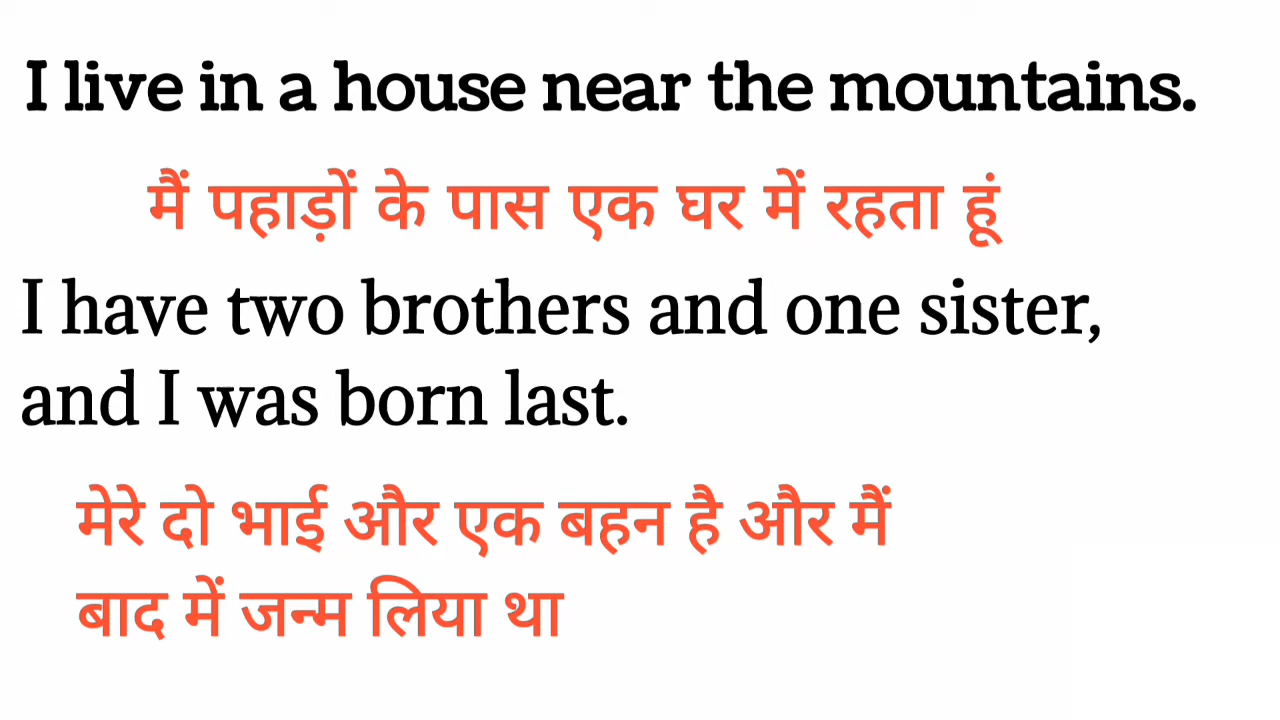 I live in a house near the mountains.
मैं पहाड़ों के पास एक घर में रहता हूं
I have two brothers and one sister,
and I was born last.
मेरे दो भाई और एक बहन है और मैं
बाद में जन्म लिया था